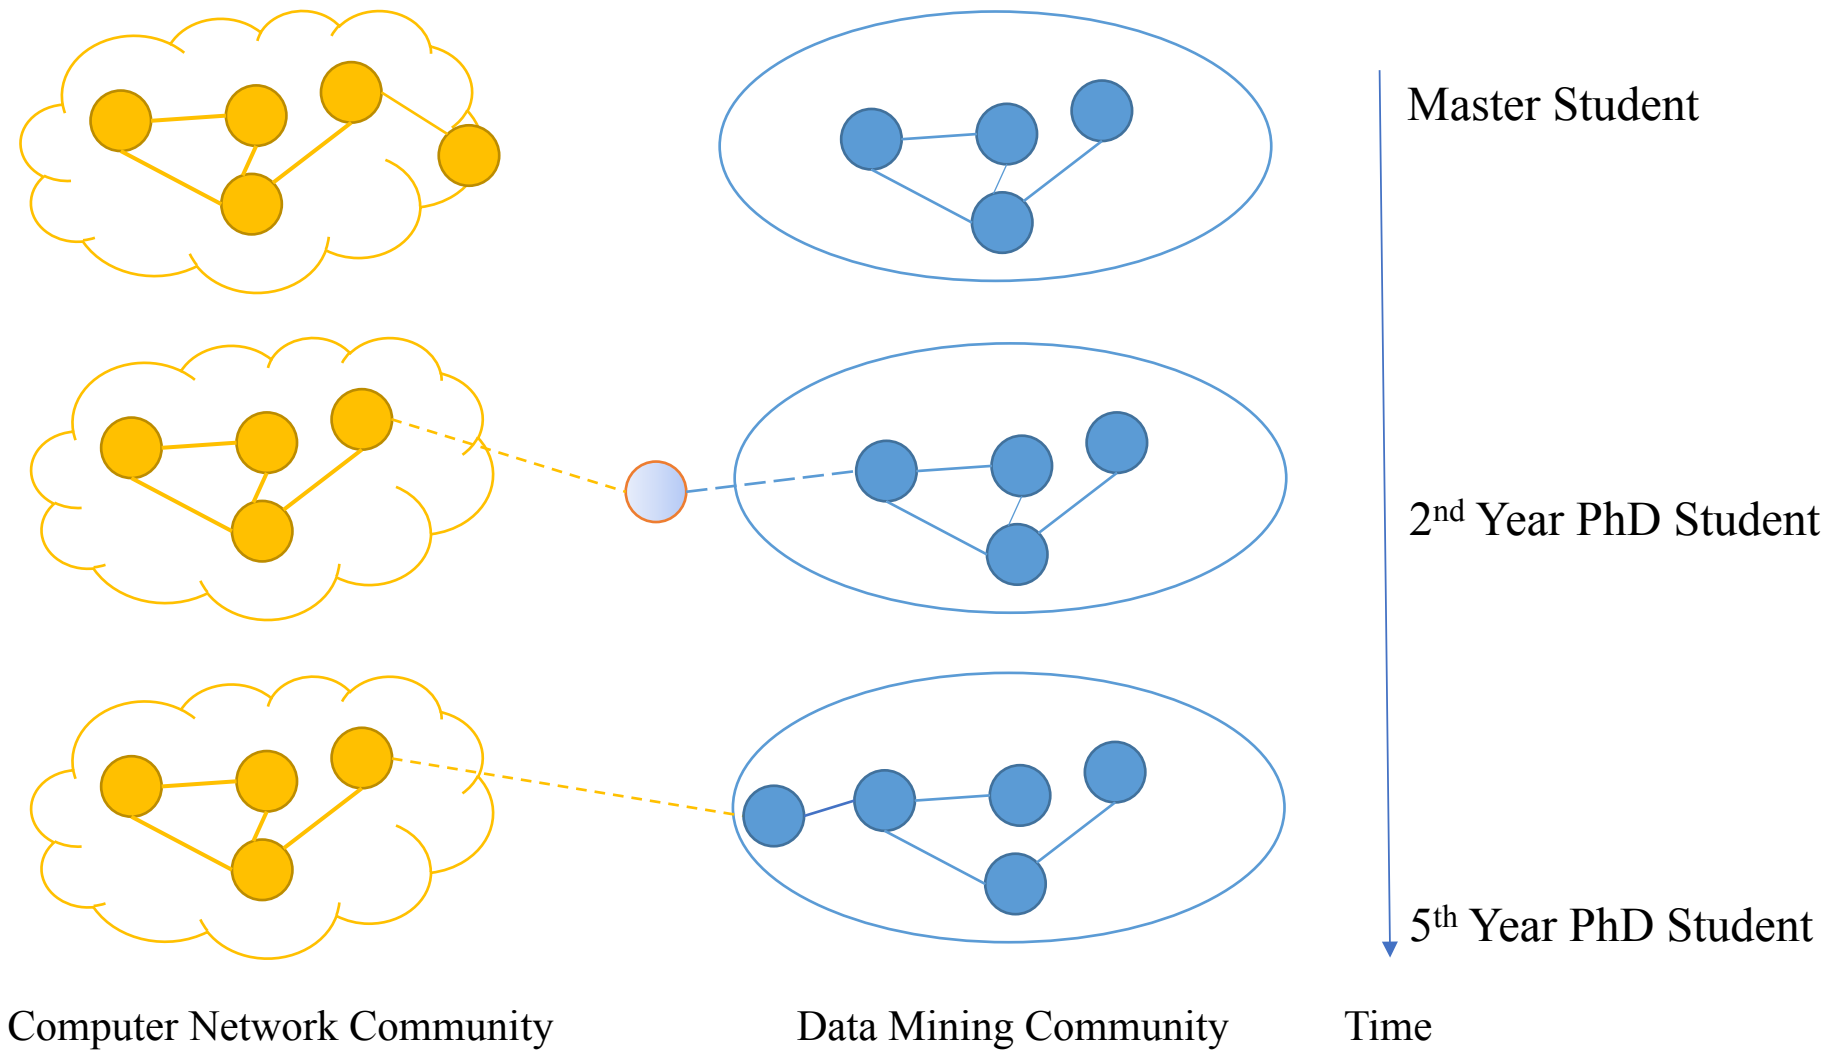 Master Student
2nd Year PhD Student
5th Year PhD Student
Computer Network Community
Data Mining Community
Time